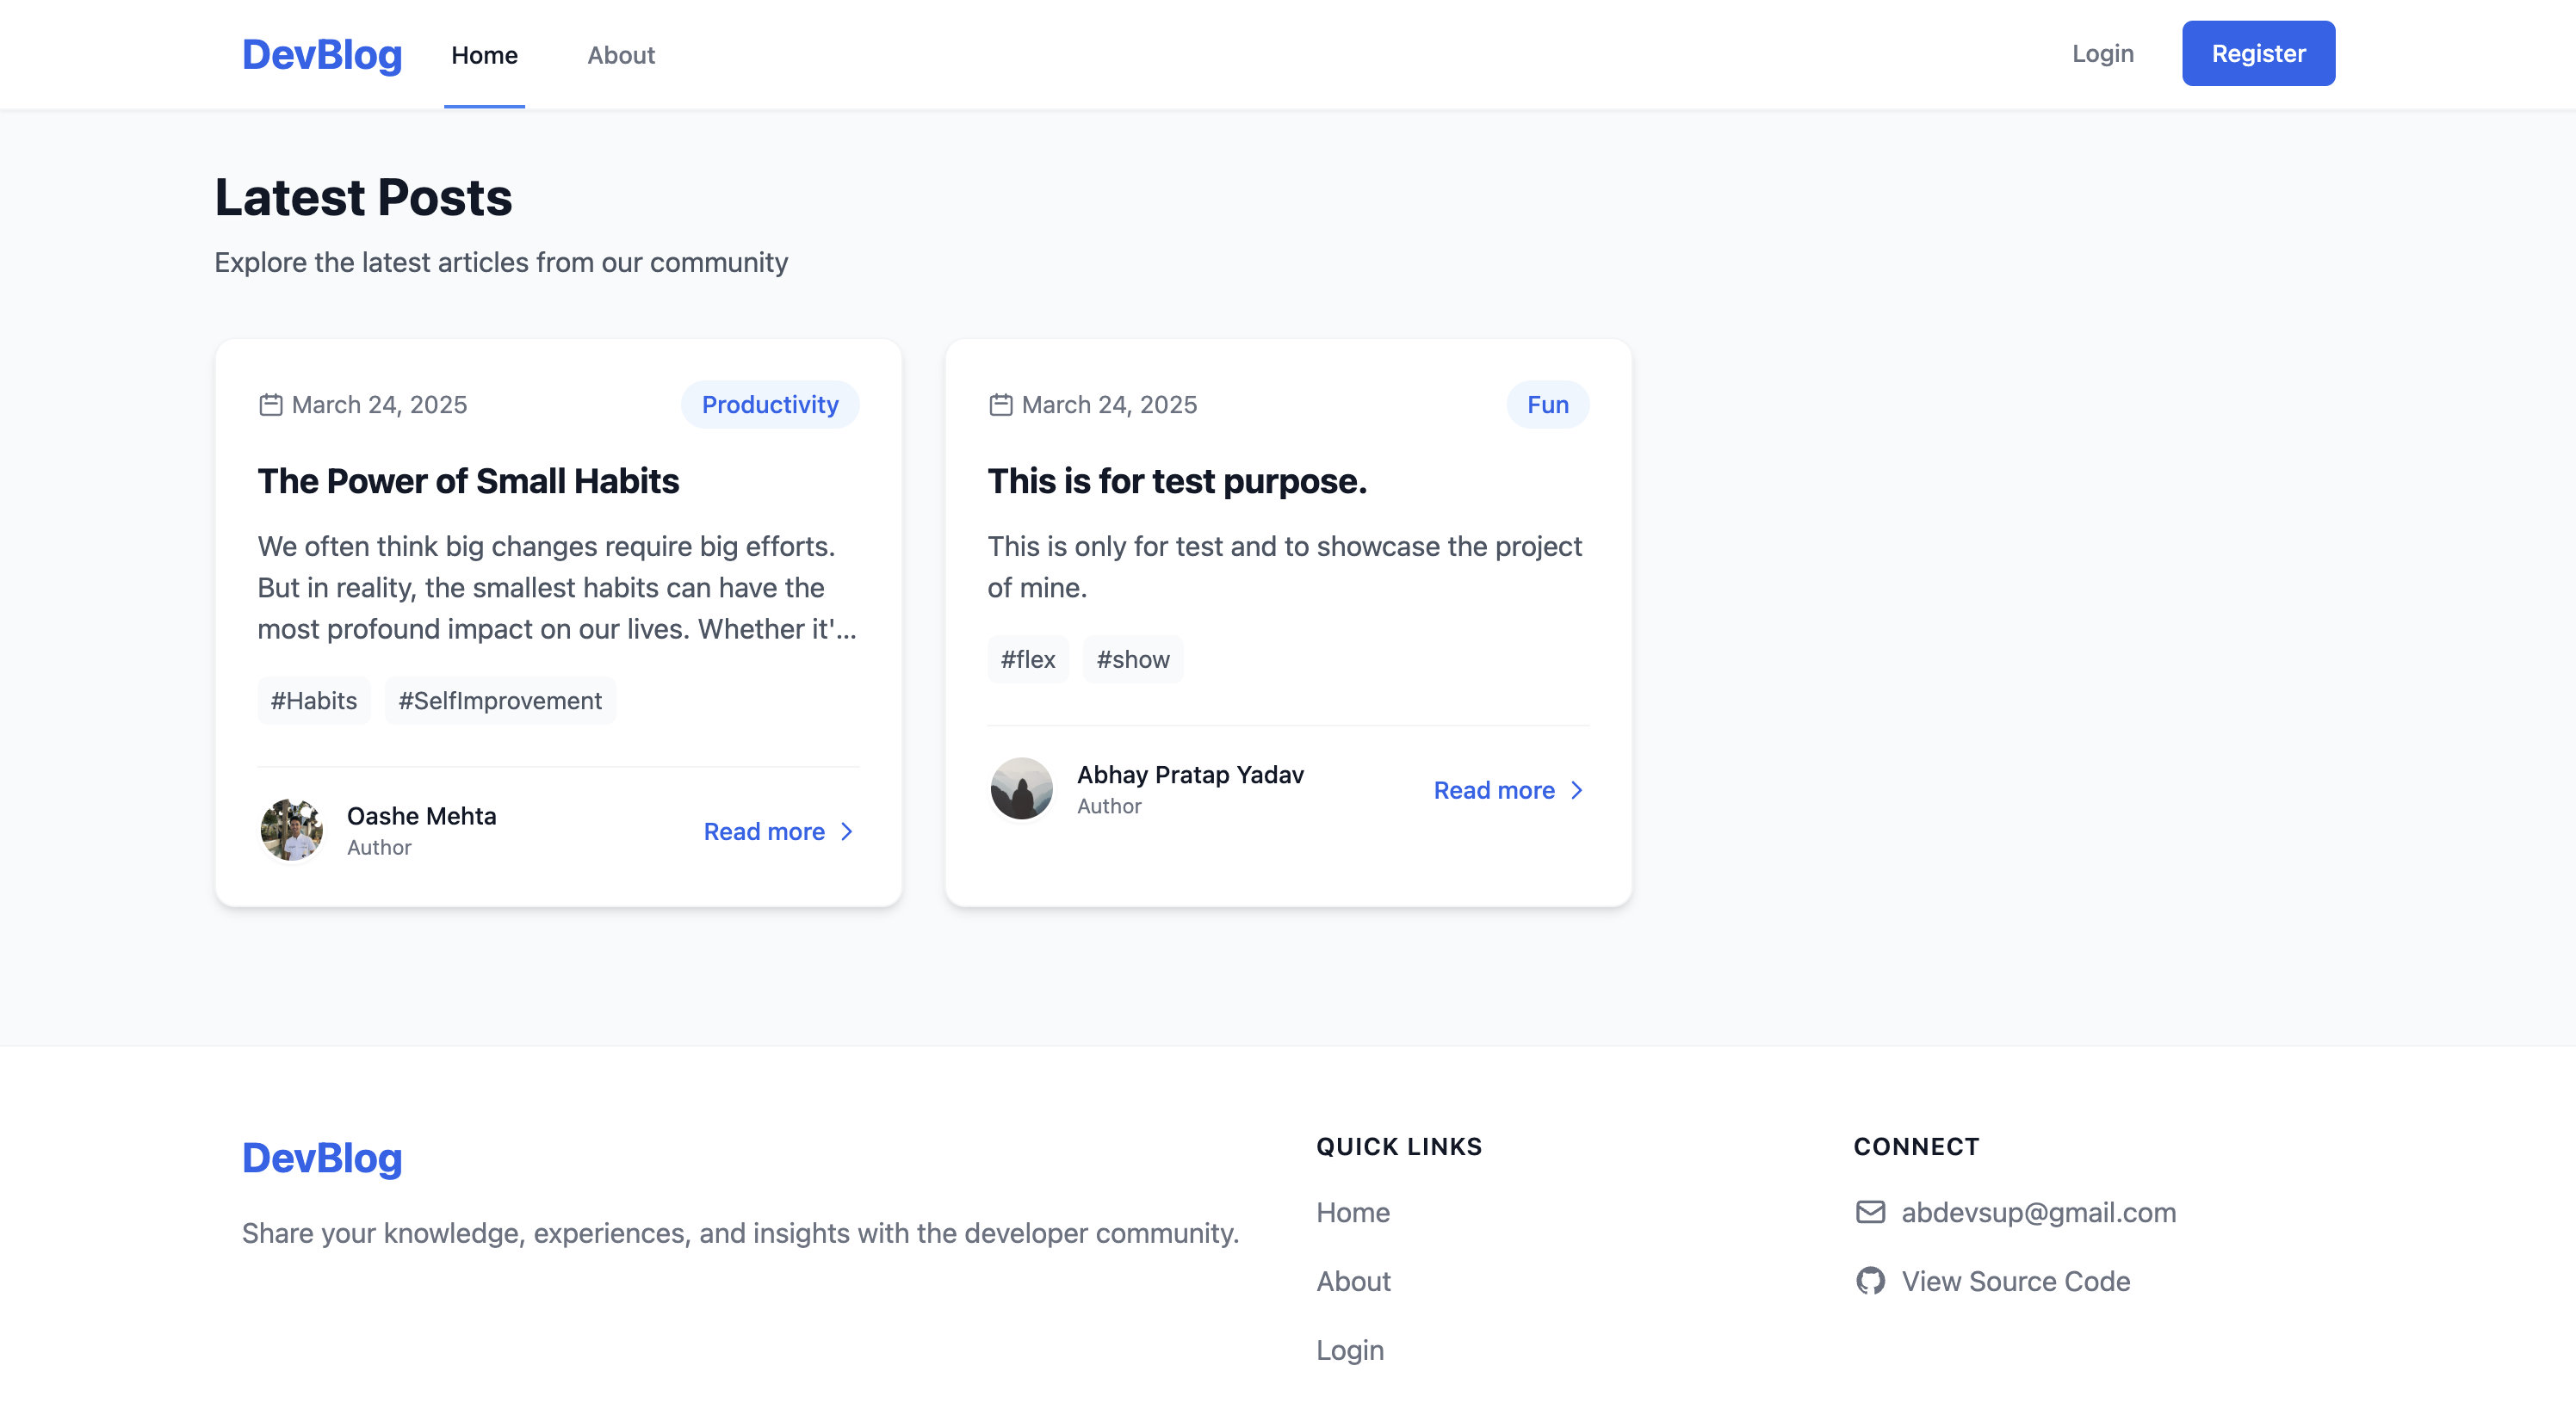 DevBlog
Home
About
Login
Register
Latest Posts
Explore the latest articles from our community
March 24, 2025
Productivity
The Power of Small Habits
We often think big changes require big efforts.
But in reality, the smallest habits can have the
most profound impact on our lives. Whether it'...
#Habits
#SelfImprovement
Oashe Mehta
Author
Read more
March 24, 2025
Fun
This is for test purpose.
This is only for test and to showcase the project
of mine.
#flex
#show
Abhay Pratap Yadav
Author
Read more
DevBlog
Share your knowledge, experiences, and insights with the developer community.
QUICK LINKS
Home
About
Login
CONNECT
abdevsup@gmail.com
View Source Code